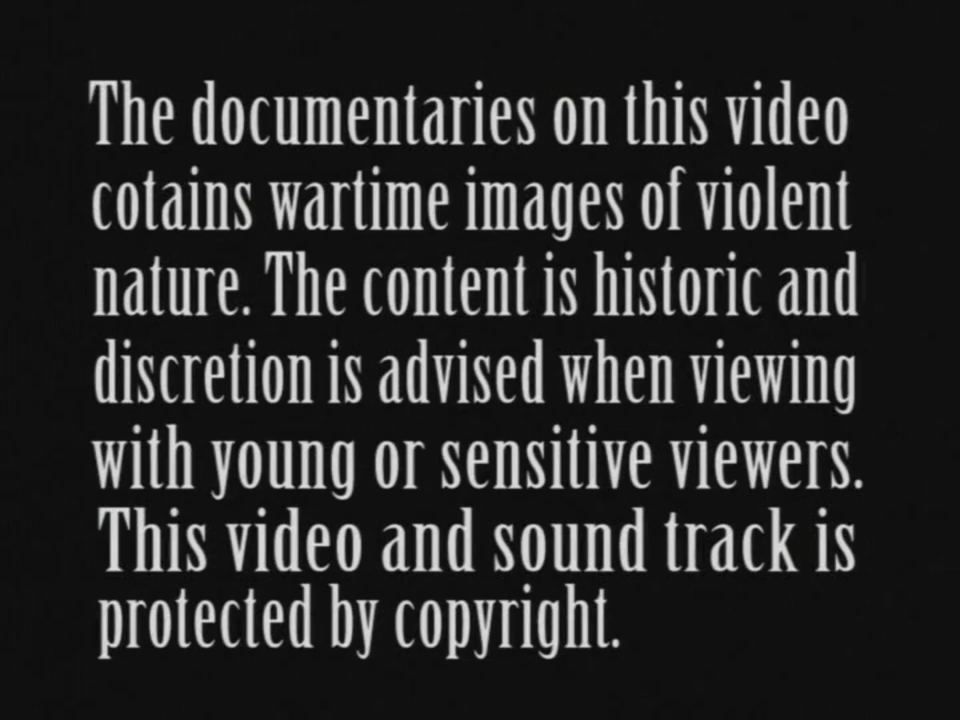 The documentaries on this video
cotains wartime images of violent
nature. The content is historic and
discretion is advised when viewing
with young or sensitive viewers.
This video and sound track is
protected by copyright.